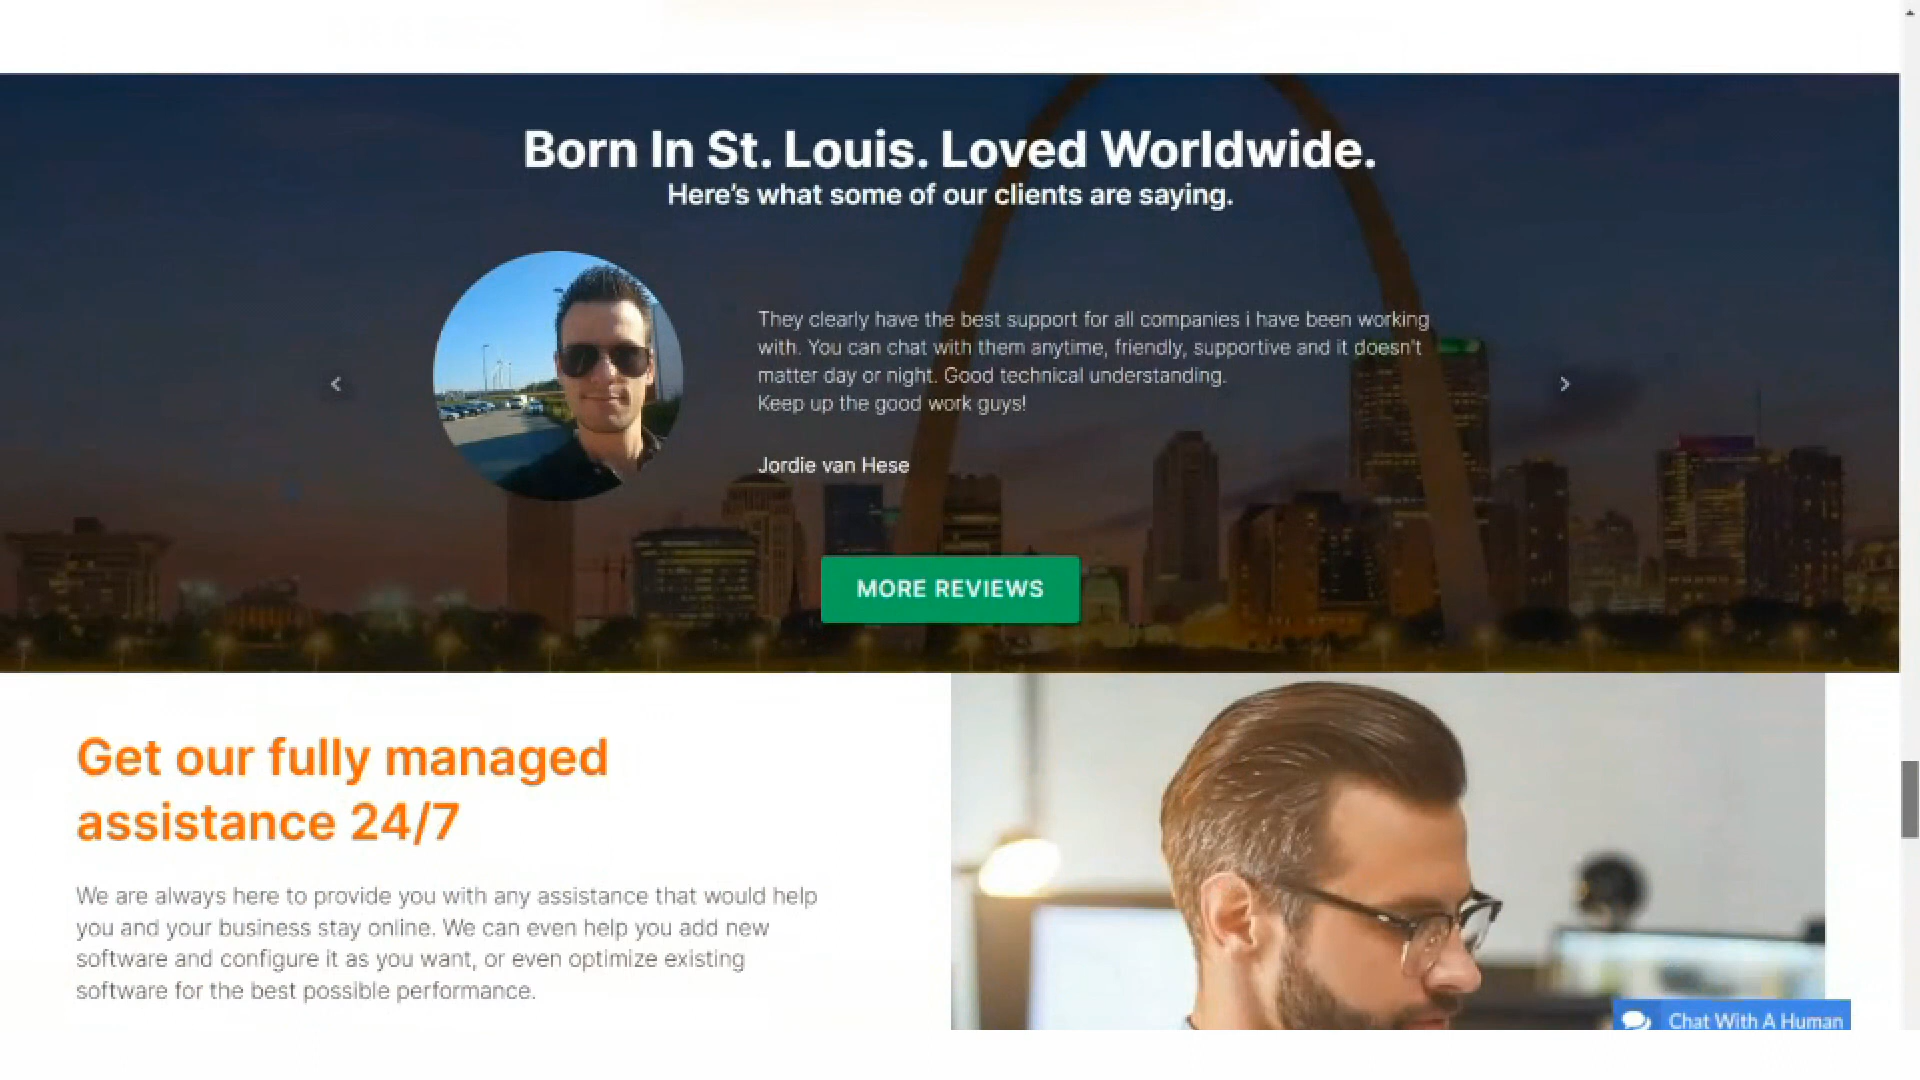 Born In St. Louis. Loved Worldwide.
Here's what some of our clients are saying.
They clearly have the best support for all companies i have been working
with. You can chat with them anytime, friendly, supportive and it doesn't
matter day or night. Good technical understanding.
Keep up the good work guys!
Jordie van Hese
MORE REVIEWS
Get our fully managed
assistance 24/7
We are always here to provide you with any assistance that would help
you and your business stay online. We can even help you add new
software and configure it as you want, or even optimize existing
software for the best possible performance.
Chat With A Human